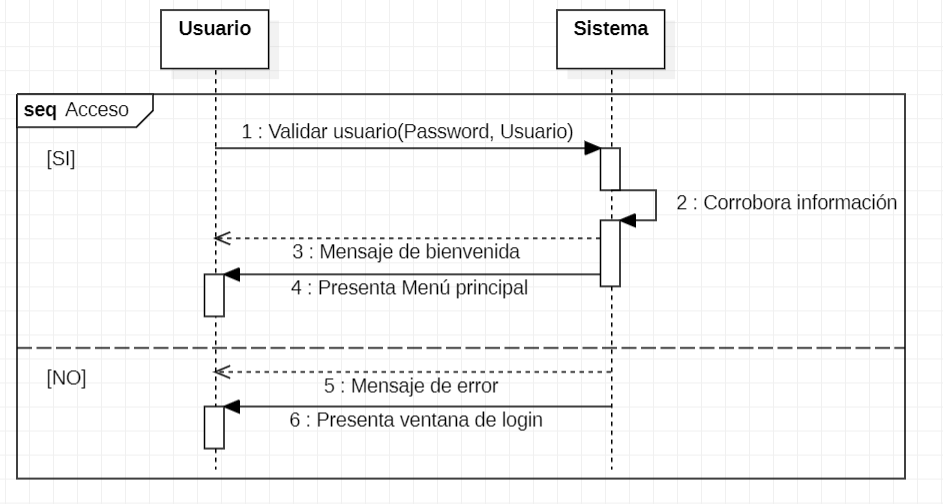 Usuario
Sistema
seq Acceso
1 : Validar usuario(Password, Usuario)
[SI]
2 : Corrobora información
3 : Mensaje de bienvenida
4 : Presenta Menú principal
[NO]
5 : Mensaje de error
6 : Presenta ventana de login